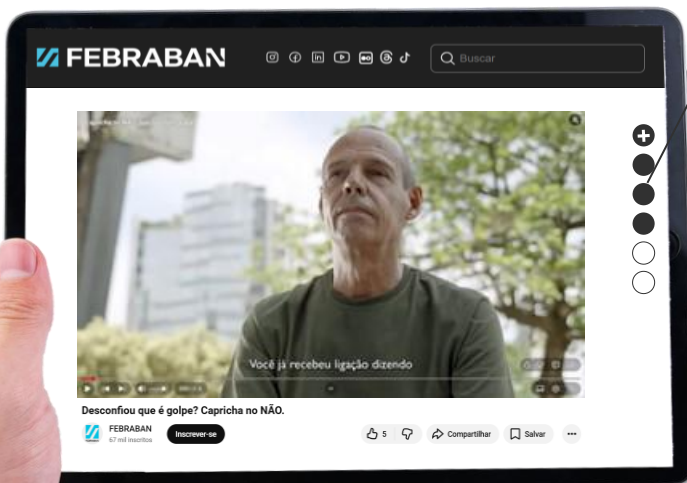 FEBRABAN
Buscar
Você já recebeu ligação dizendo
Desconfiou que é golpe? Capricha no NÃO.
FEBRABAN
67 mil inscritos
Inscrever-se
5
Compartilhar
Salvar